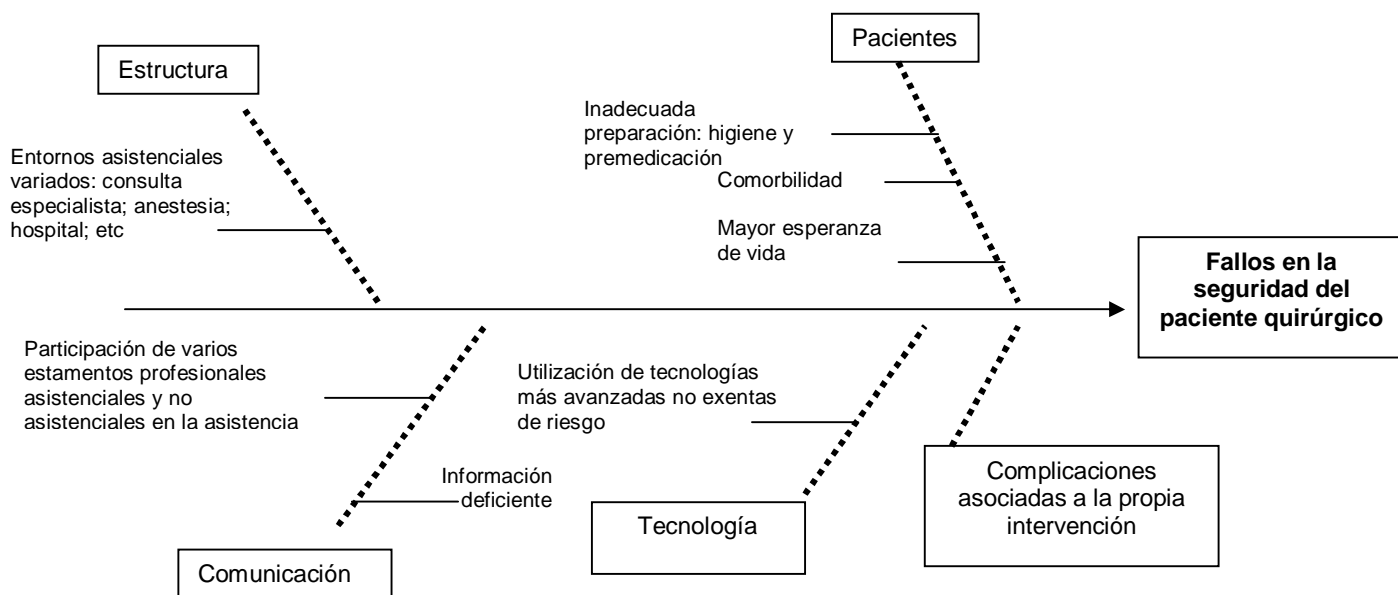 Pacientes
Estructura
Inadecuada
preparación: higiene y
premedicación
Comorbilidad
Mayor esperanza
de vida
Entornos asistenciales
variados: consulta
especialista; anestesia;
hospital; etc
Fallos en la
seguridad del
paciente quirúrgico
Participación de varios
estamentos profesionales
asistenciales y no
asistenciales en la asistencia
Información
deficiente
Comunicación
Utilización de tecnologías
más avanzadas no exentas
de riesgo
Tecnología
Complicaciones
asociadas a la propia
intervención